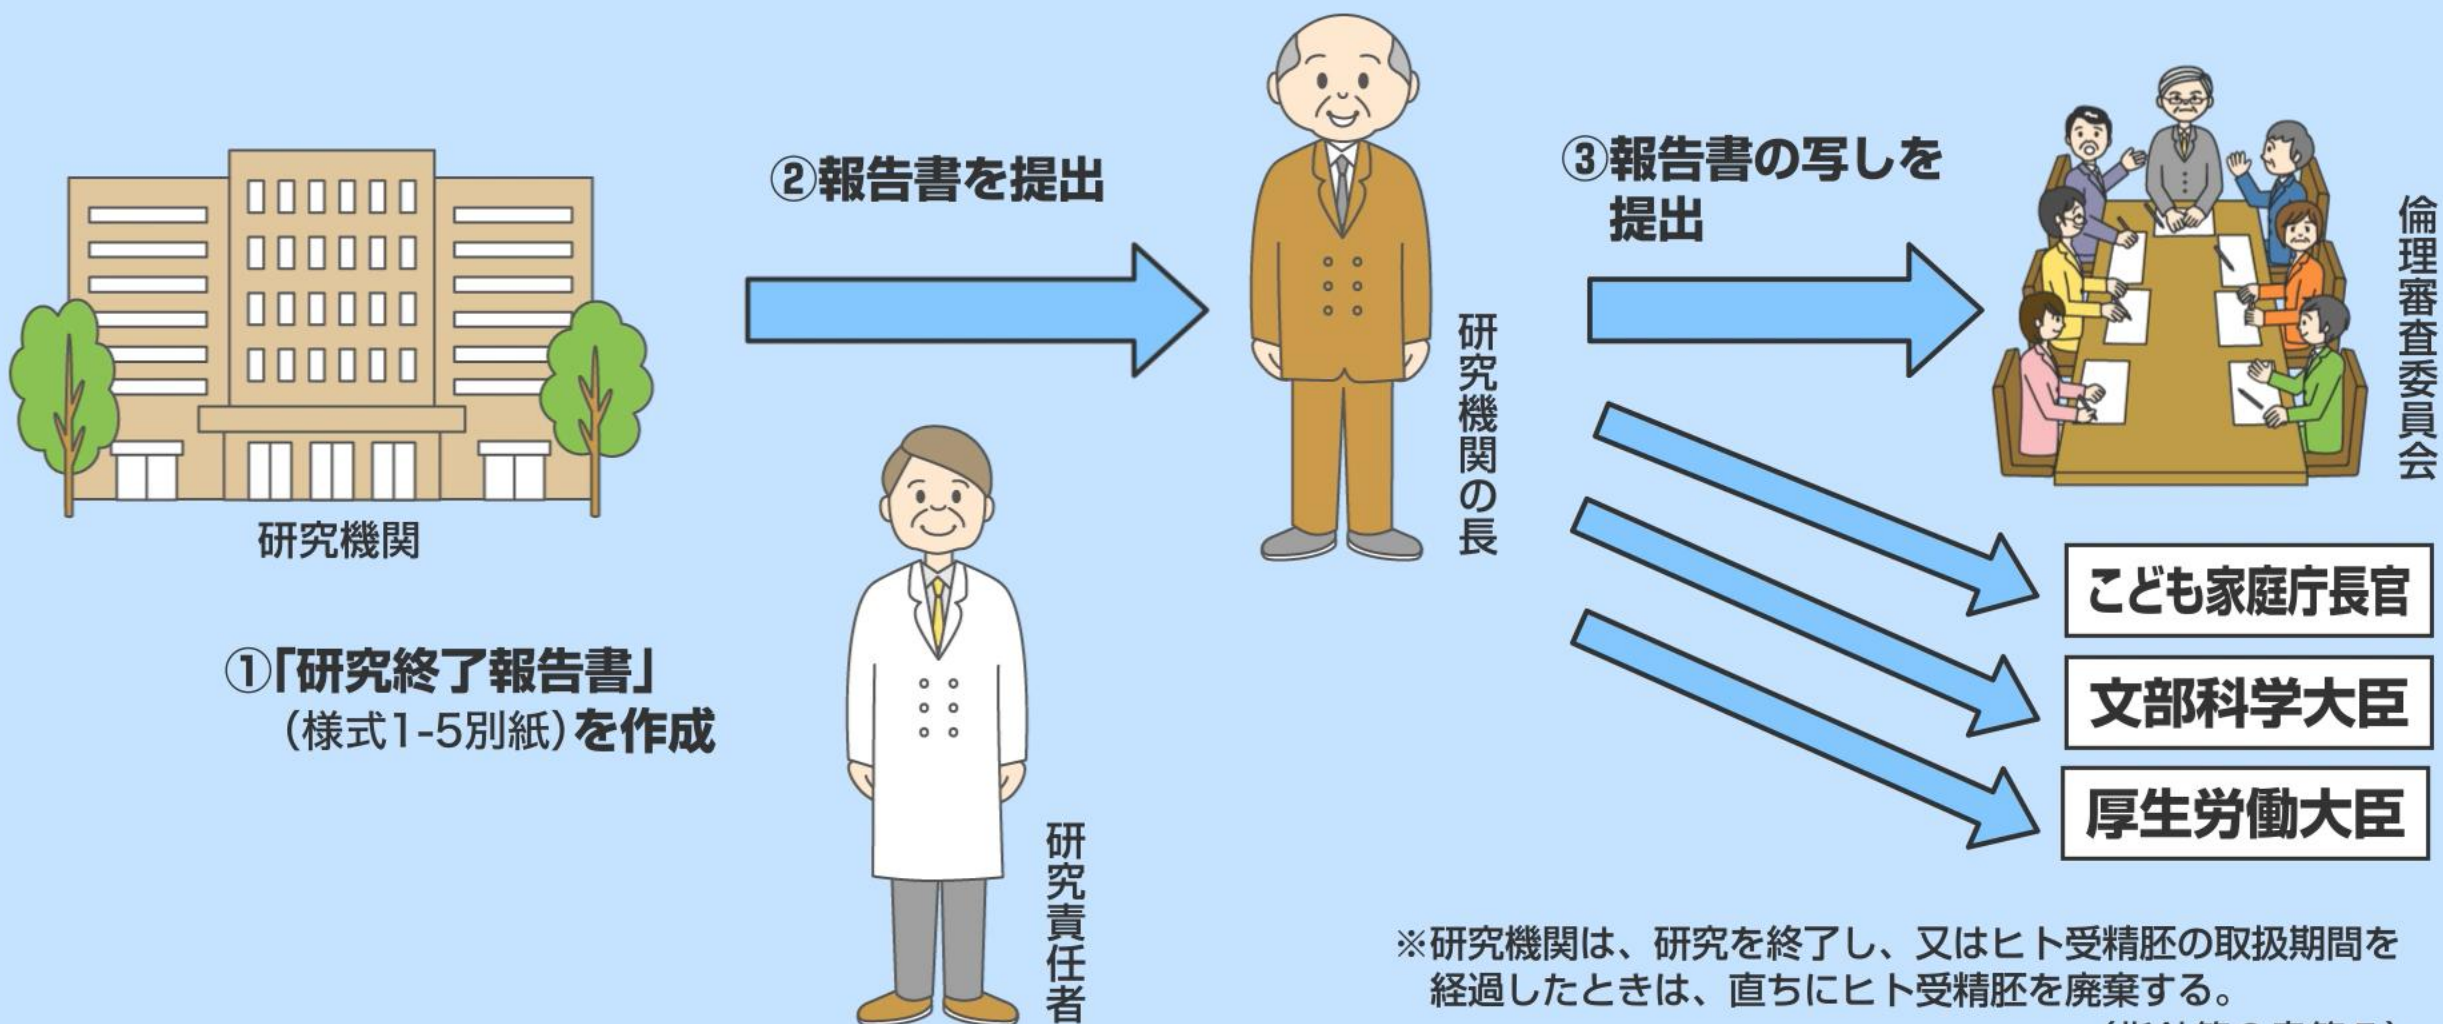 ②報告書を提出
③報告書の写しを
提出
倫理審査委員会
研究機関の長
研究機関
こども家庭庁長官
①「研究終了報告書」
（様式1-5別紙）を作成
文部科学大臣
厚生労働大臣
研究責任者
※研究機関は、研究を終了し、又はヒト受精胚の取扱期間を
経過したときは、直ちにヒト受精胚を廃棄する。